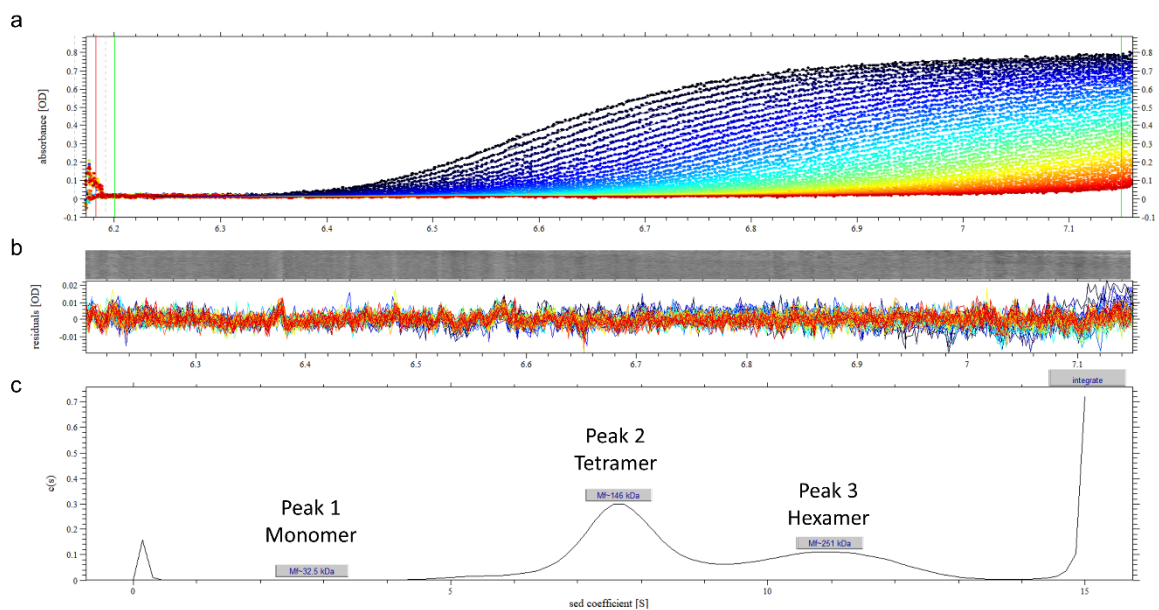 a
0.8
0.7
0.6
0.5
0.4
0.3
0.2
0.1
0
-0.1
absorbance [OD]
0.8
0.7
0.6
0.5
0.4
0.3
0.2
0.1
0
-0.1
6.2 6.3 6.4 6.5 6.6 6.7 6.8 6.9 7 7.1
b
0.02
0.01
0
-0.01
residuals [OD]
6.3 6.4 6.5 6.6 6.7 6.8 6.9 7 7.1
integrate
c
0.7
0.6
0.5
0.4
0.3
0.2
0.1
0
c(s)
Peak 1
Monomer
Mf~32.5 kDa
Peak 2
Tetramer
Mf~146 kDa
Peak 3
Hexamer
Mf~251 kDa
0 5 10 15
sed coefficient [S]